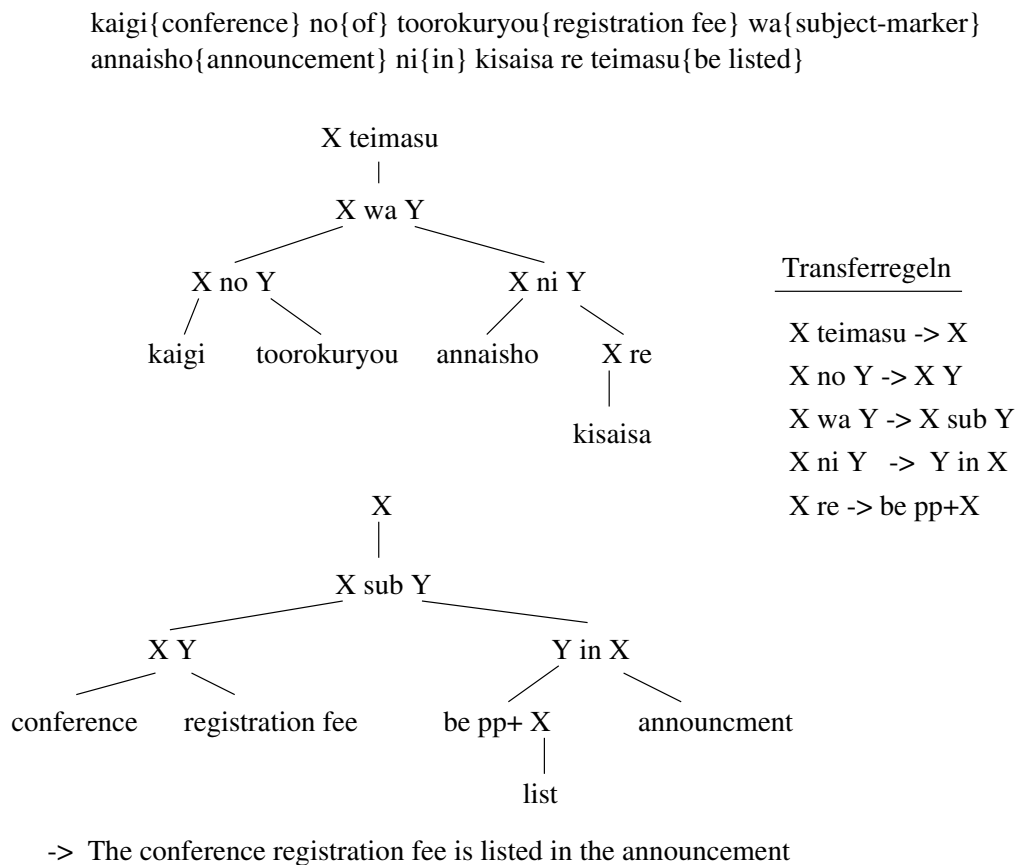 kaigi{conference} no{of} toorokuryou{registration fee} wa{subject-marker}
annaisho{announcement} ni{in} kisaisa re teimasu{be listed}
X teimasu
X wa Y
X no Y X ni Y
kaigi toorokuryou annaisho X re
kisaisa
Transferregeln
X teimasu -> X
X no Y -> X Y
X wa Y -> X sub Y
X ni Y -> Y in X
X re -> be pp+X
X
X sub Y
X Y Y in X
conference registration fee be pp+ X announcment
list
-> The conference registration fee is listed in the announcement